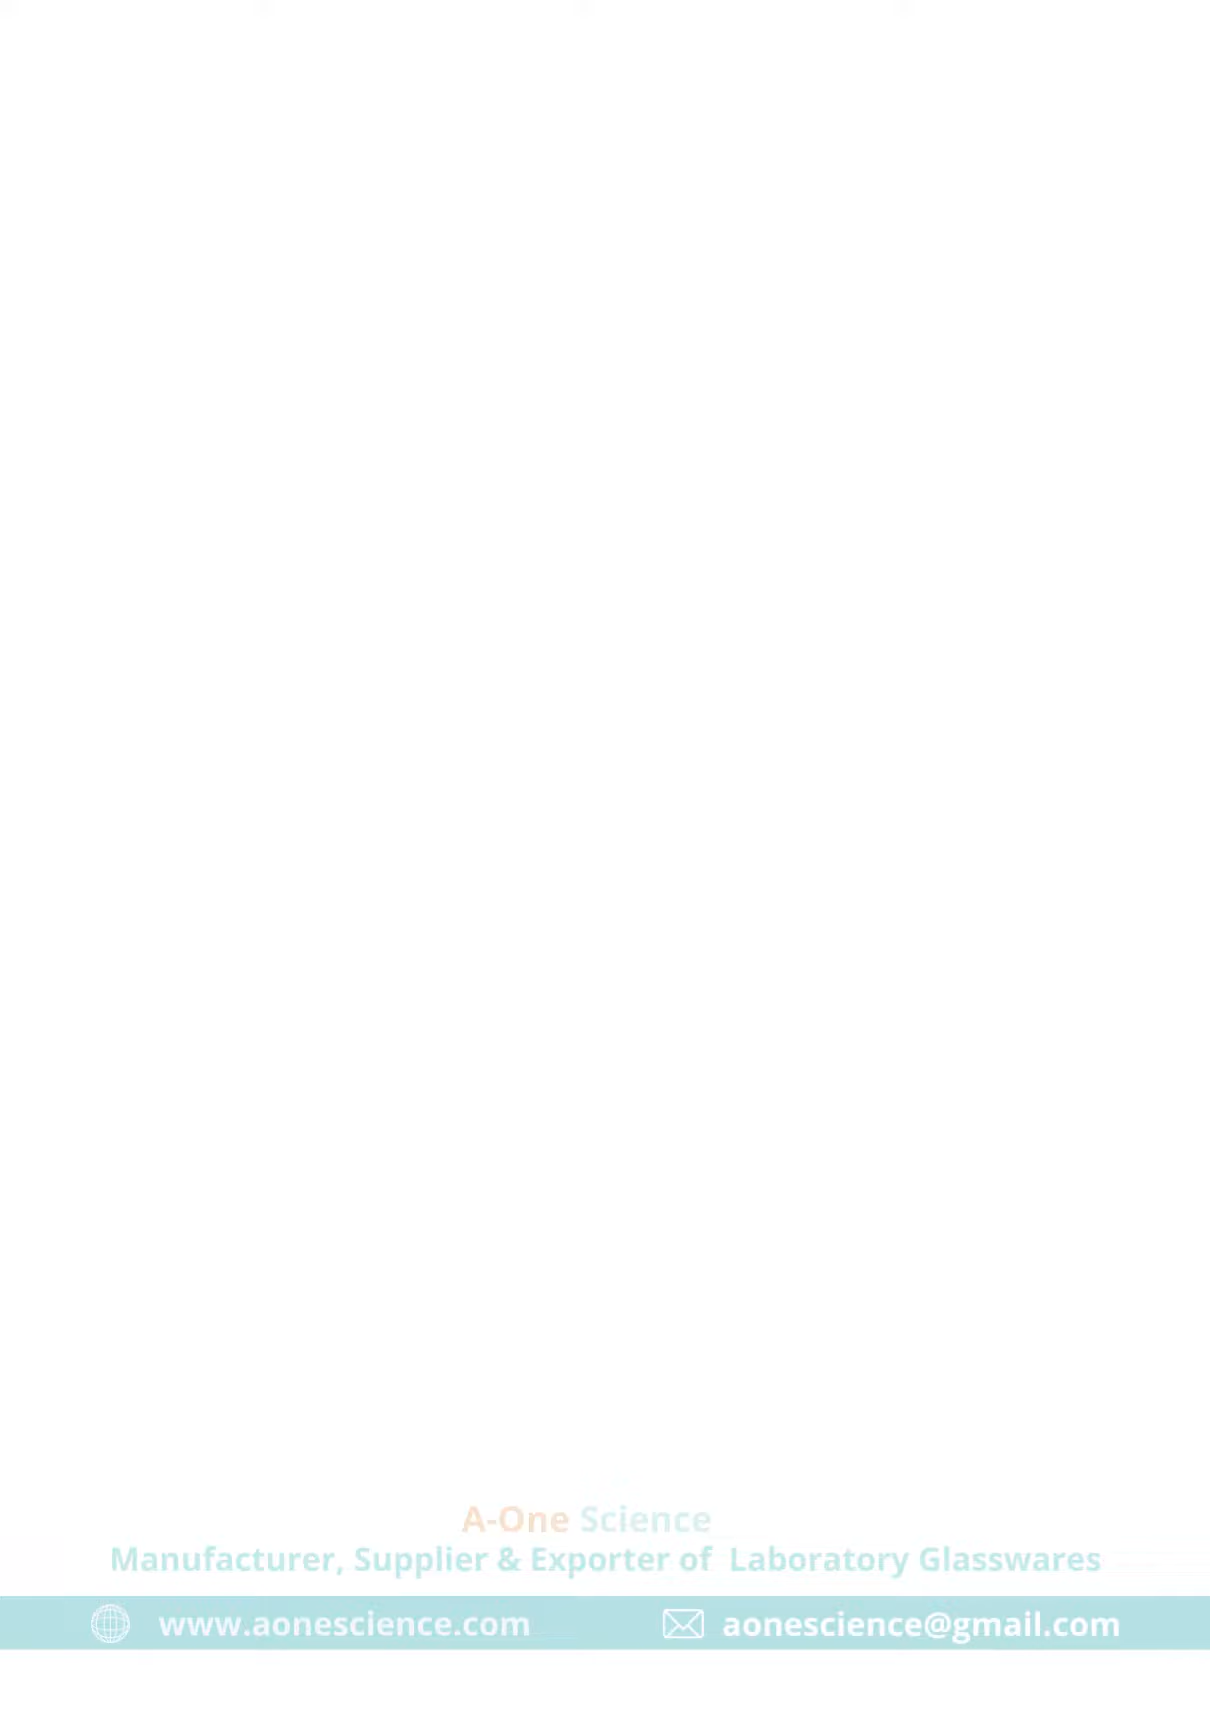 A-One Science
Manufacturer, Supplier & Exporter of Laboratory Glasswares
www.aonescience.com
aonescience@gmail.com